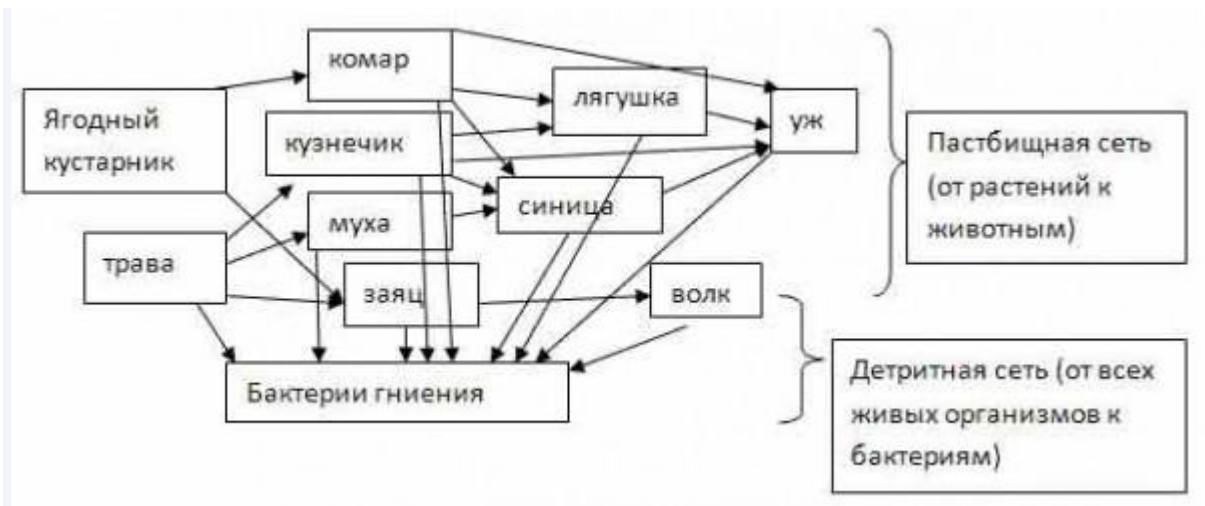 комар
лягушка
уж
Ягодный
кустарник
кузнечик
Пастбищная сеть
(от растений к
животным)
синица
муха
трава
заяц
волк
Бактерии гниения
Детритная сеть (от всех
живых организмов к
бактериям)